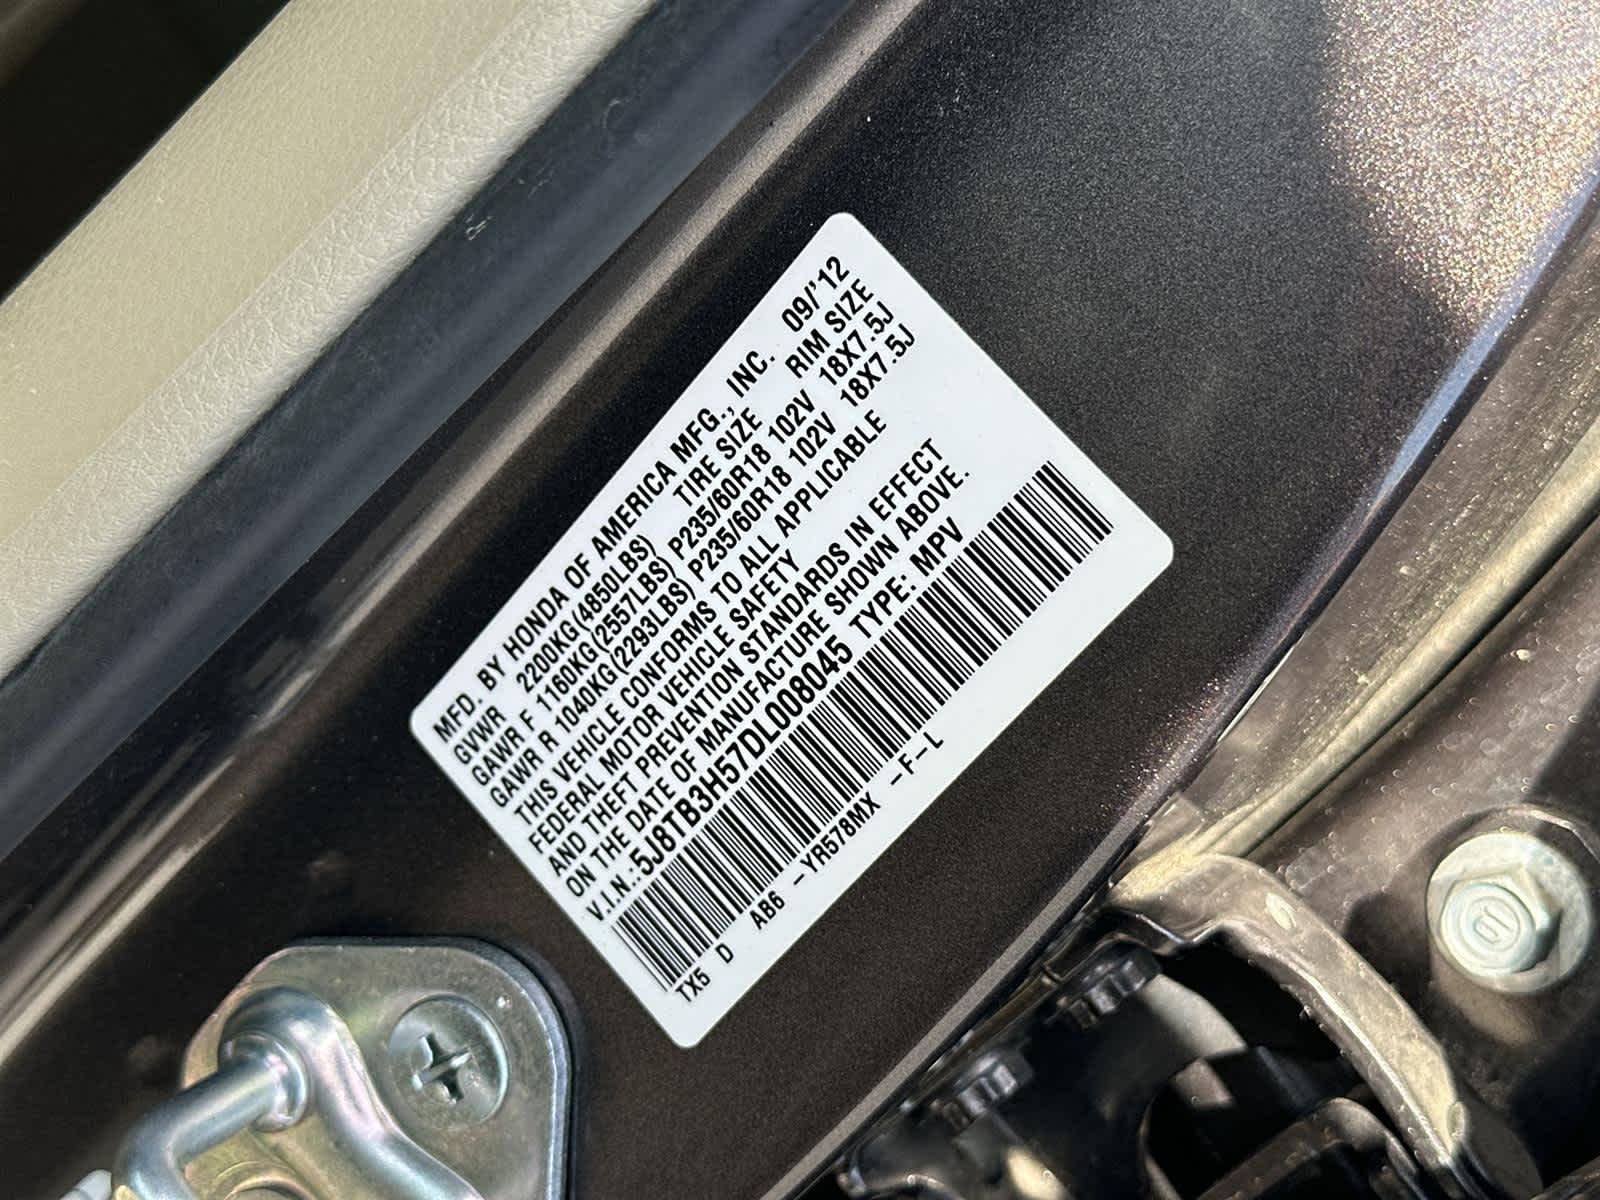 MFD. BY HONDA OF AMERICA MFG., INC. 09/'12
GVWR 2200KG(4850LBS) TIRE SIZE RIM SIZE
GAWR F 1160KG(2557LBS) P235/60R18 102V 18X7.5J
GAWR R 1040KG(2293LBS) P235/60R18 102V 18X7.5J
THIS VEHICLE CONFORMS TO ALL APPLICABLE
FEDERAL MOTOR VEHICLE SAFETY
AND THEFT PREVENTION STANDARDS IN EFFECT
ON THE DATE OF MANUFACTURE SHOWN ABOVE.
V.I.N.:5J8TB3H57DL008045 TYPE: MPV
TX5 D AB6 -YR578MX -F-L